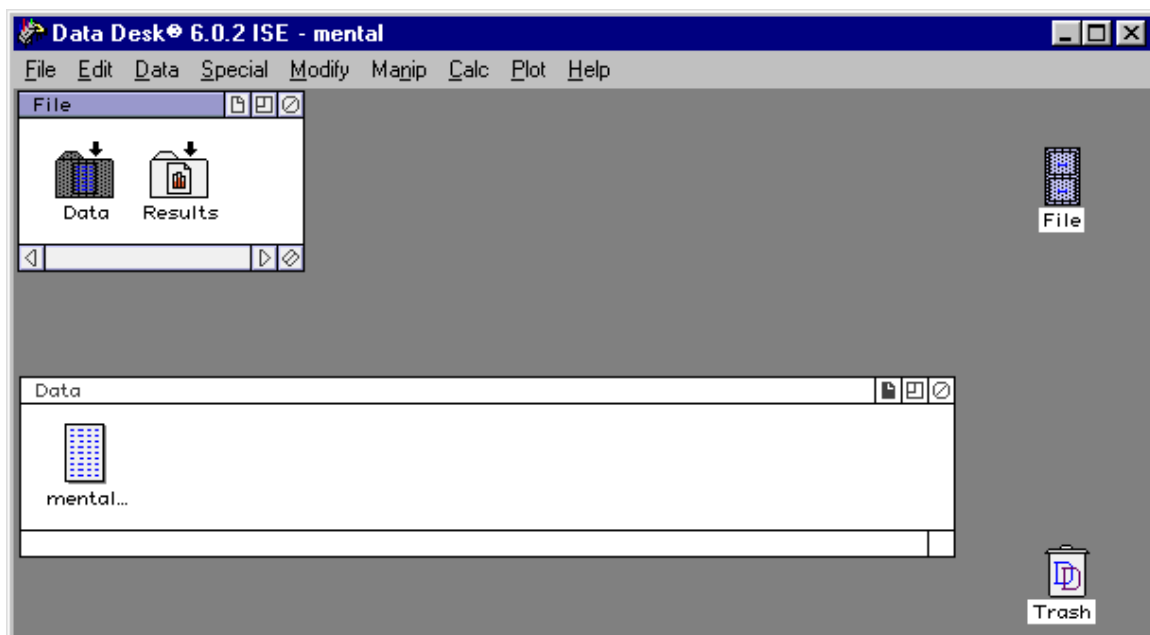 Data Desk® 6.0.2 ISE - mental
File Edit Data Special Modify Manip Calc Plot Help
File
Data Results
File
Data
mental...
DD
Trash